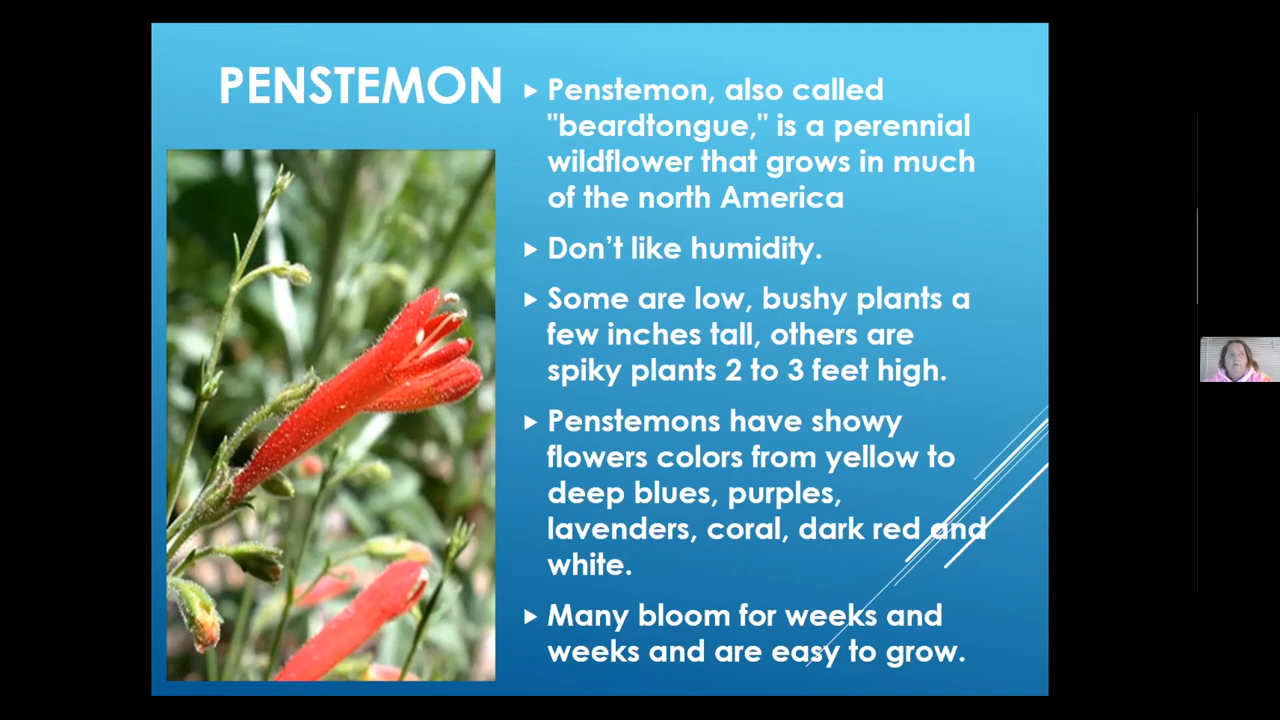 PENSTEMON
Penstemon, also called
"beardtongue," is a perennial
wildflower that grows in much
of the north America
Don’t like humidity.
Some are low, bushy plants a
few inches tall, others are
spiky plants 2 to 3 feet high.
Penstemons have showy
flowers colors from yellow to
deep blues, purples,
lavenders, coral, dark red and
white.
Many bloom for weeks and
weeks and are easy to grow.